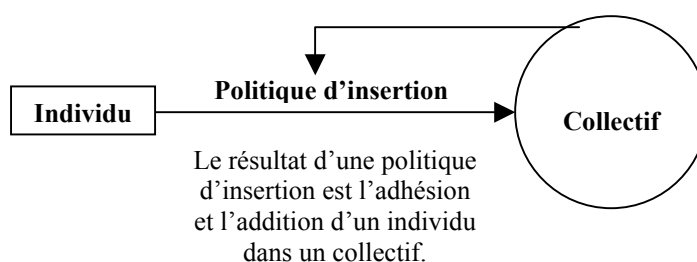 Politique d’insertion
Individu
Collectif
Le résultat d’une politique
d’insertion est l’adhésion
et l’addition d’un individu
dans un collectif.